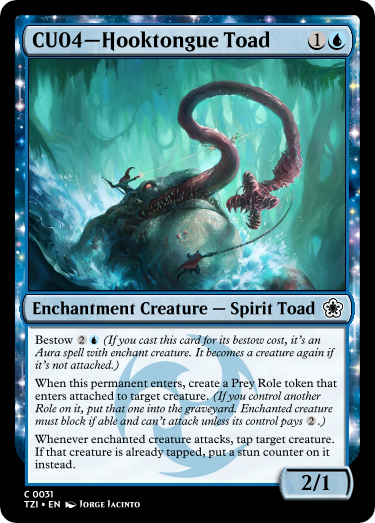 CU04—Hooktongue Toad 1
Enchantment Creature — Spirit Toad
Bestow 2 (If you cast this card for its bestow cost, it's an
Aura spell with enchant creature. It becomes a creature again if
it's not attached.)
When this permanent enters, create a Prey Role token that
enters attached to target creature. (If you control another
Role on it, put that one into the graveyard. Enchanted creature
must block if able and can't attack unless its control pays 2 .)
Whenever enchanted creature attacks, tap target creature.
If that creature is already tapped, put a stun counter on it
instead.
2/1
C 0031
TZI • EN Jorge Jacinto